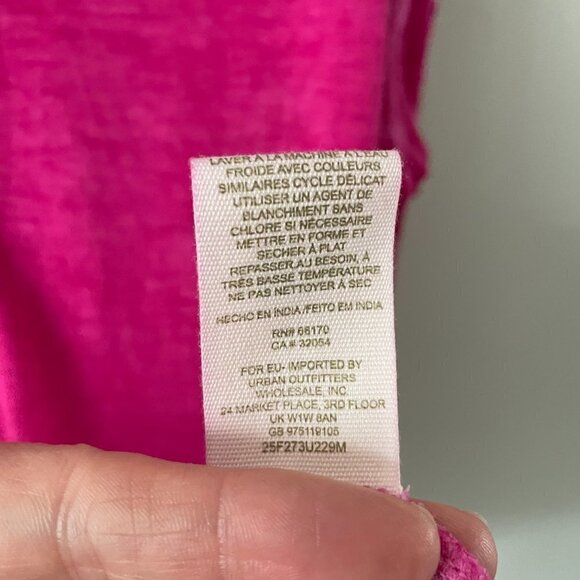 LAVER A LA MACHINE A L'EAU
FROIDE AVEC COULEURS
SIMILAIRES CYCLE DÉLICAT
UTILISER UN AGENT DE
BLANCHIMENT SANS
CHLORE SI NÉCESSAIRE
METTRE EN FORME ET
SECHER À PLAT
REPASSER AU BESOIN, À
TRÈS BASSE TEMPÉRATURE
NE PAS NETTOYER À SEC
HECHO EN INDIA/FEITO EM INDIA
RN# 66170
CA# 32054
FOR EU- IMPORTED BY
URBAN OUTFITTERS
WHOLESALE, INC.
24 MARKET PLACE, 3RD FLOOR
UK W1W 8AN
GB 975119105
25F273U229M